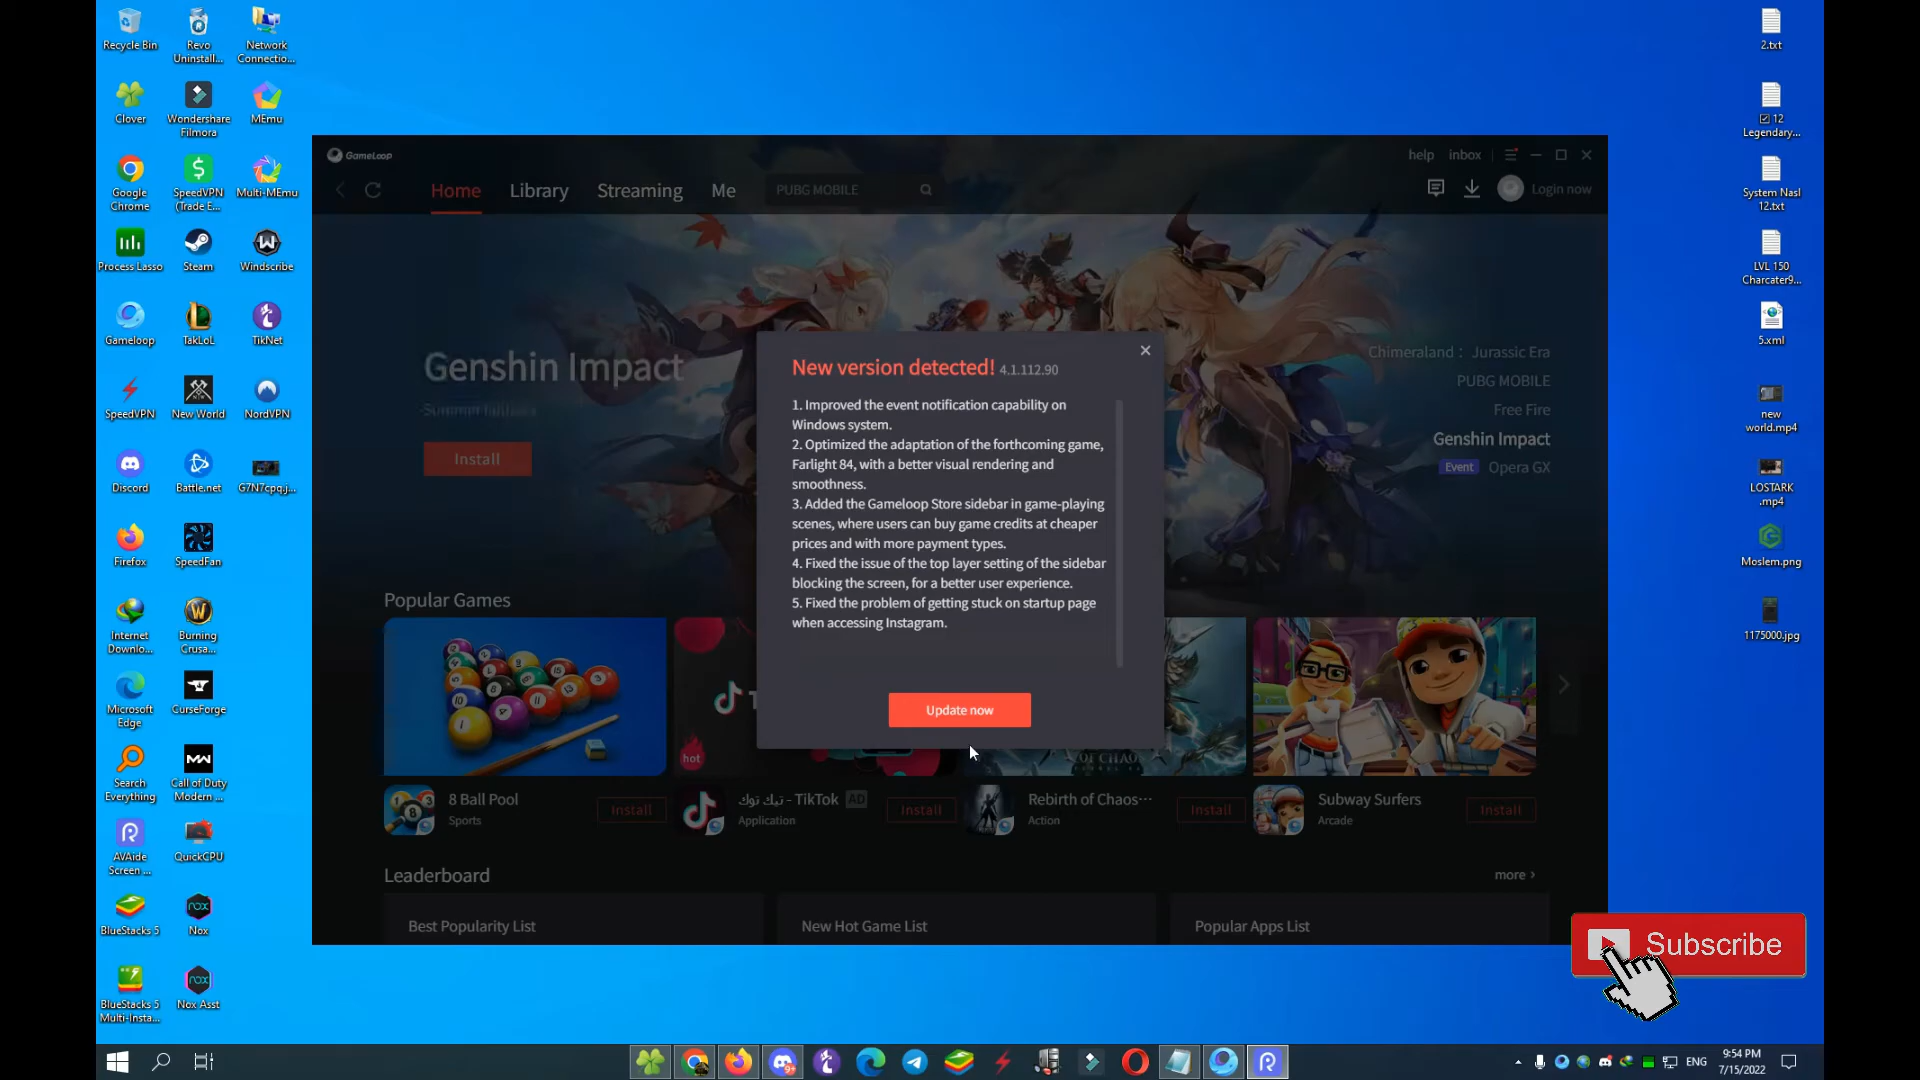 Recycle Bin
Revo
Uninstall...
Network
Connectio...
Clover
Wondershare
Filmora
MEmu
Google
Chrome
SpeedVPN
(Trade E...
Multi-MEmu
Process Lasso
Steam
Windscribe
Gameloop
TakLoL
TikNet
SpeedVPN
New World
NordVPN
Discord
Battle.net
G7N7cpq.j...
Firefox
SpeedFan
Internet
Downlo...
Burning
Crusa...
Microsoft
Edge
CurseForge
Search
Everything
Call of Duty
Modern ...
AVAide
Screen ...
QuickCPU
BlueStacks 5
Nox
BlueStacks 5
Multi-Insta...
Nox Asst
GameLoop
help inbox
Home Library Streaming Me PUBG MOBILE Login now
Genshin Impact
Install
Chimeraland： Jurassic Era
PUBG MOBILE
Free Fire
Genshin Impact
Event Opera GX
New version detected! 4.1.112.90
1. Improved the event notification capability on
Windows system.
2. Optimized the adaptation of the forthcoming game,
Farlight 84, with a better visual rendering and
smoothness.
3. Added the Gameloop Store sidebar in game-playing
scenes, where users can buy game credits at cheaper
prices and with more payment types.
4. Fixed the issue of the top layer setting of the sidebar
blocking the screen, for a better user experience.
5. Fixed the problem of getting stuck on startup page
when accessing Instagram.
Update now
Popular Games
hot
8 Ball Pool
Sports
Install
تيك توك - TikTok AD
Application
Install
Rebirth of Chaos...
Action
Install
Subway Surfers
Arcade
Install
Leaderboard
more >
Best Popularity List
New Hot Game List
Popular Apps List
2.txt
12
Legendary...
System Nasl
12.txt
LVL 150
Charcater9...
5.xml
new
world.mp4
LOSTARK
.mp4
Moslem.png
1175000.jpg
Subscribe
ENG
9:54 PM
7/15/2022